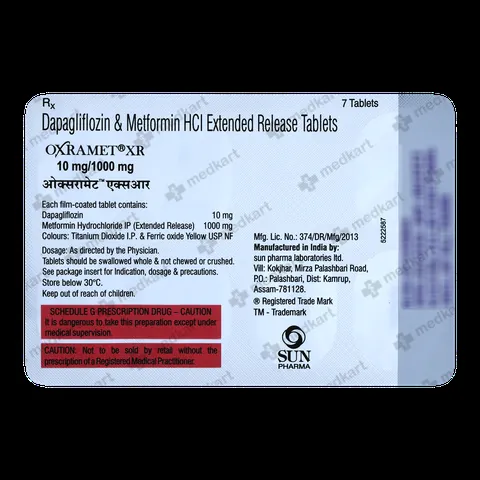 Rx
7 Tablets
Dapagliflozin & Metformin HCl Extended Release Tablets
OXRAMET®XR
10 mg/1000 mg
ओक्सरामेट™ एक्सआर
Each film-coated tablet contains:
Dapagliflozin 10 mg
Metformin Hydrochloride IP (Extended Release) 1000 mg
Colours: Titanium Dioxide I.P. & Ferric oxide Yellow USP NF
Dosage: As directed by the Physician.
Tablets should be swallowed whole & not chewed or crushed.
See package insert for Indication, dosage & precautions.
Store below 30°C.
Keep out of reach of children.
SCHEDULE G PRESCRIPTION DRUG – CAUTION
It is dangerous to take this preparation except under
medical supervision.
CAUTION: Not to be sold by retail without the
prescription of a Registered Medical Practitioner.
Mfg. Lic. No.: 374/DR/Mfg/2013
Manufactured in India by:
sun pharma laboratories ltd.
Vill: Kokjhar, Mirza Palashbari Road,
P.O.: Palashbari, Dist: Kamrup,
Assam-781128.
® Registered Trade Mark
TM - Trademark
SUN
PHARMA
5222587
medkart